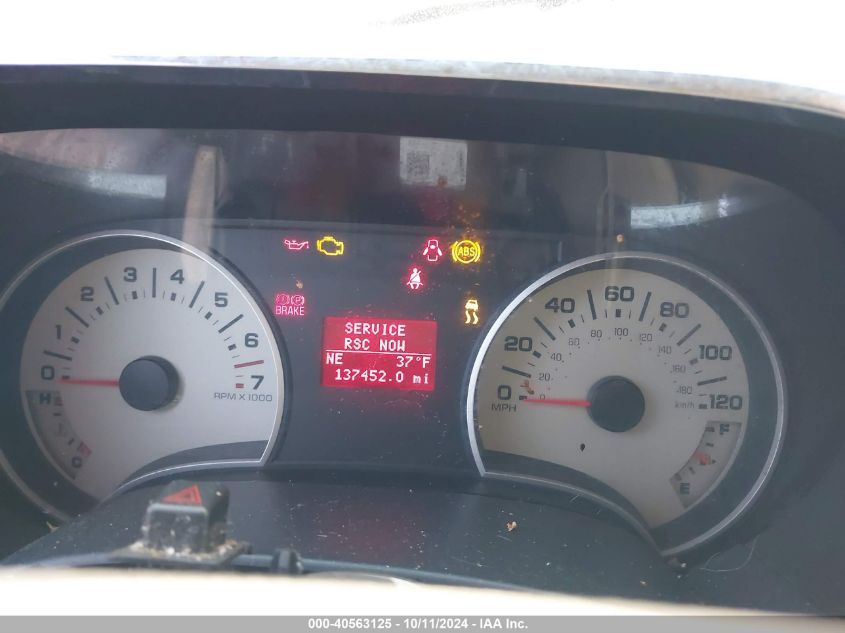 ABS
BRAKE
SERVICE
RSC NOW
NE 37°F
137452.0 mi
0 1 2 3 4 5 6 7
RPM X 1000
H
C
0 20 40 60 80 100 120
MPH
0 20 40 60 80 100 120 140 160 180
km/h
F
E
000-40563125 - 10/11/2024 - IAA Inc.